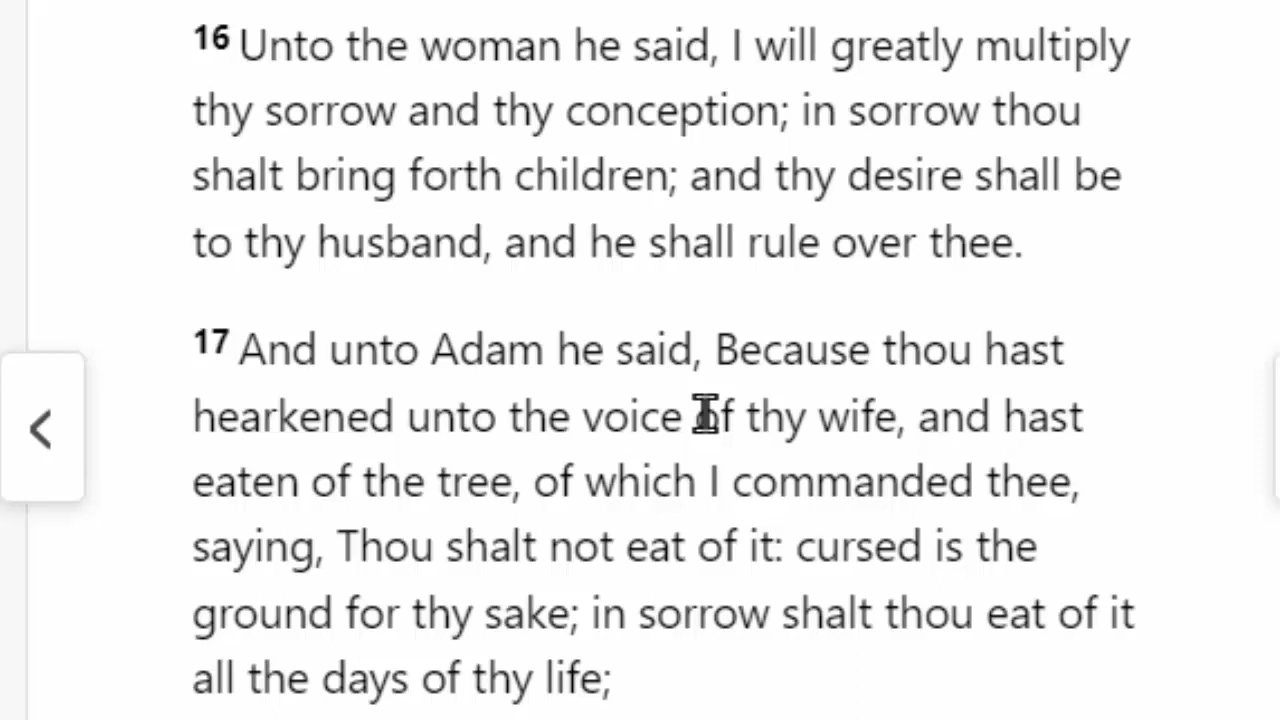 16 Unto the woman he said, I will greatly multiply
thy sorrow and thy conception; in sorrow thou
shalt bring forth children; and thy desire shall be
to thy husband, and he shall rule over thee.
17 And unto Adam he said, Because thou hast
hearkened unto the voice of thy wife, and hast
eaten of the tree, of which I commanded thee,
saying, Thou shalt not eat of it: cursed is the
ground for thy sake; in sorrow shalt thou eat of it
all the days of thy life;